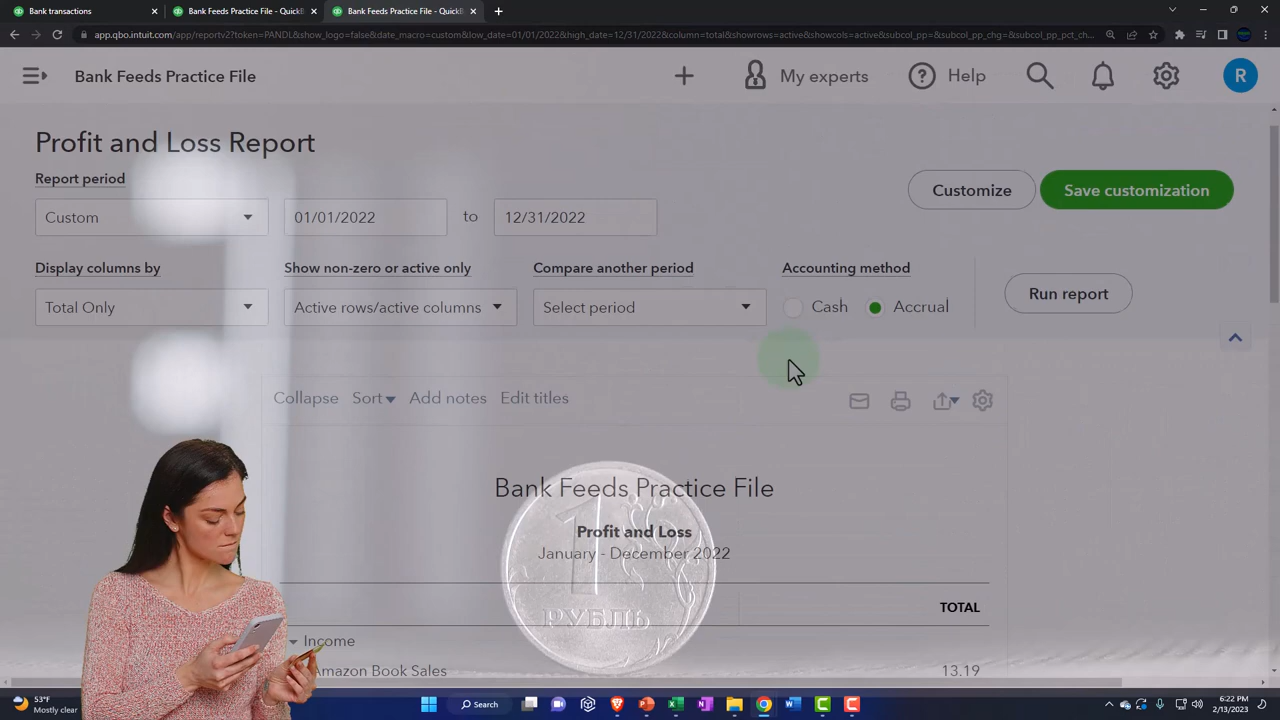 Bank transactions
Bank Feeds Practice File - QuickB
Bank Feeds Practice File - QuickB
app.qbo.intuit.com/app/reportv2?token=PANDL&show_logo=false&date_macro=custom&low_date=01/01/2022&high_date=12/31/2022&column=total&showrows=active&showcols=active&subcol_pp=&subcol_pp_chg=&subcol_pp_pct_ch...
Bank Feeds Practice File
My experts
Help
R
Profit and Loss Report
Report period
Custom
01/01/2022
to
12/31/2022
Customize
Save customization
Display columns by
Show non-zero or active only
Compare another period
Accounting method
Total Only
Active rows/active columns
Select period
Cash
Accrual
Run report
Collapse
Sort
Add notes
Edit titles
Bank Feeds Practice File
Profit and Loss
January - December 2022
1
РУБЛЬ
TOTAL
Income
Amazon Book Sales
13.19
53°F
Mostly clear
Search
6:22 PM
2/13/2023